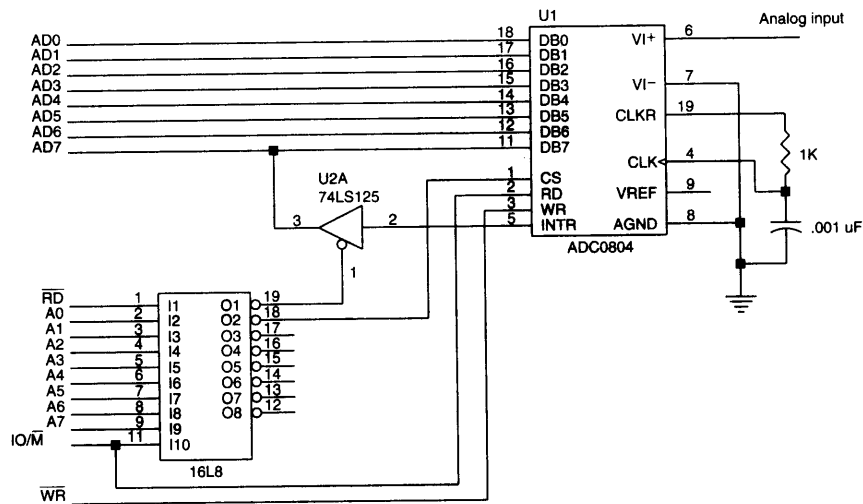 U1
Analog input
AD0 18 DB0 VI+ 6
AD1 17 DB1
AD2 16 DB2
AD3 15 DB3 VI− 7
AD4 14 DB4
AD5 13 DB5 CLKR 19
AD6 12 DB6
AD7 11 DB7
1K
CLK 4
U2A
74LS125
1 CS
2 RD
3 WR
5 INTR
VREF 9
AGND 8
.001 uF
ADC0804
3 2
1
R̅D̅ 1 I1 O1 19
A0 2 I2 O2 18
A1 3 I3 O3 17
A2 4 I4 O4 16
A3 5 I5 O5 15
A4 6 I6 O6 14
A5 7 I7 O7 13
A6 8 I8 O8 12
A7 9 I9
IO/M̅ 11 I10
16L8
W̅R̅